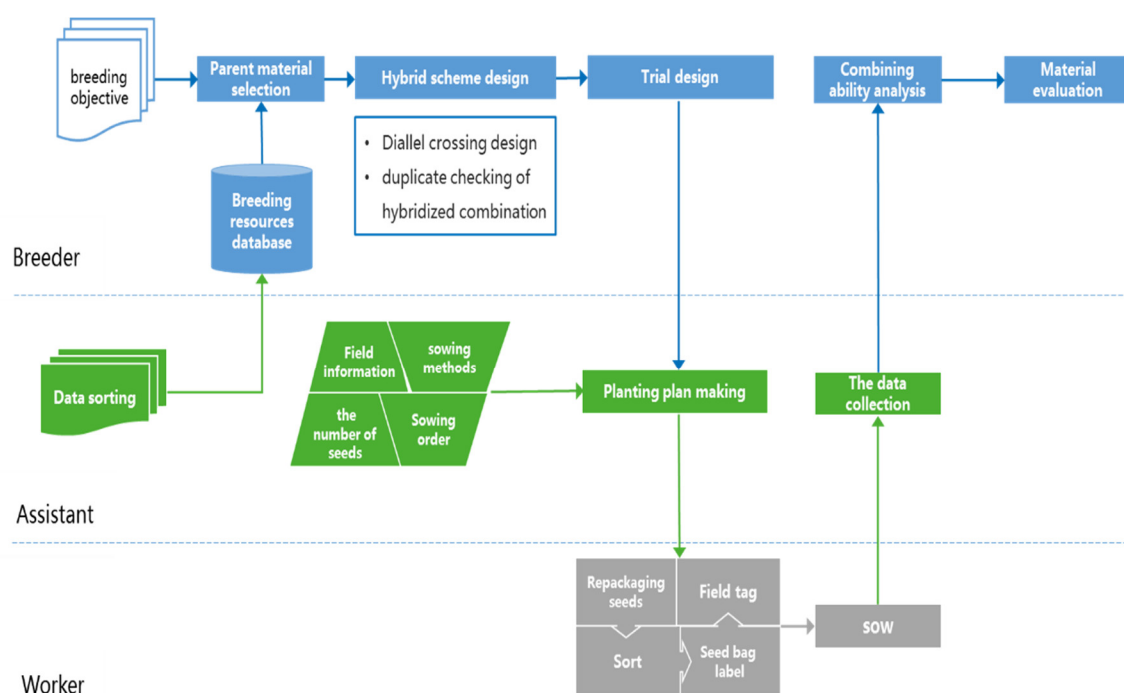 breeding
objective
Parent material
selection
Hybrid scheme design
Trial design
Combining
ability analysis
Material
evaluation
• Diallel crossing design
• duplicate checking of
hybridized combination
Breeding
resources
database
Breeder
Data sorting
Field
information
sowing
methods
the
number of
seeds
Sowing
order
Planting plan making
The data
collection
Assistant
Repackaging
seeds
Field tag
Sort
Seed bag
label
sow
Worker